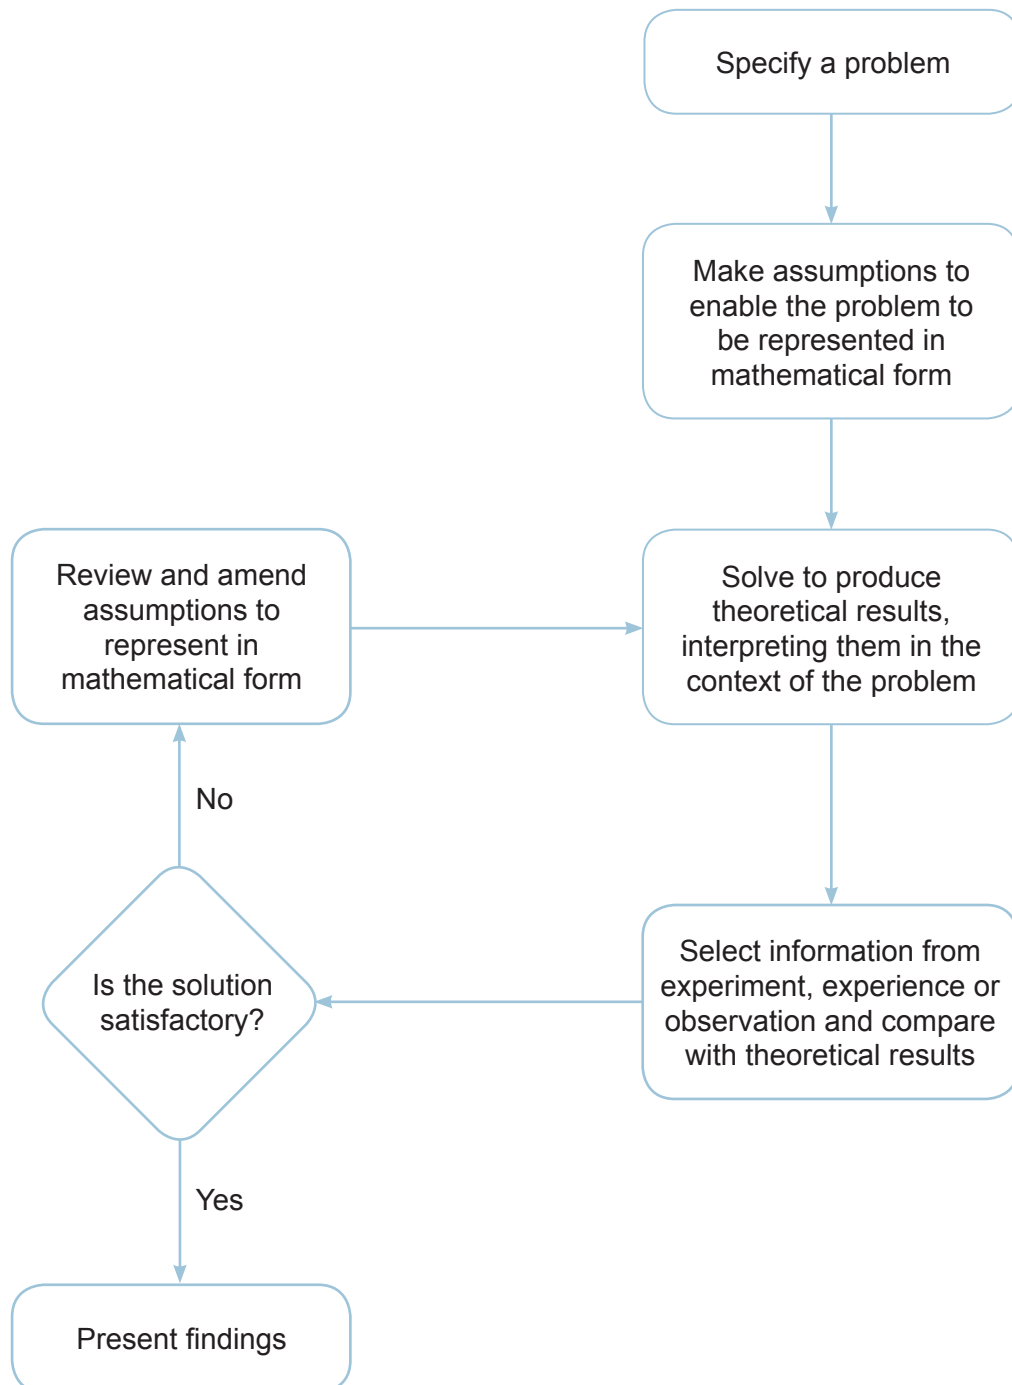 Specify a problem
Make assumptions to
enable the problem to
be represented in
mathematical form
Solve to produce
theoretical results,
interpreting them in the
context of the problem
Select information from
experiment, experience or
observation and compare
with theoretical results
Is the solution
satisfactory?
No
Review and amend
assumptions to
represent in
mathematical form
Yes
Present findings